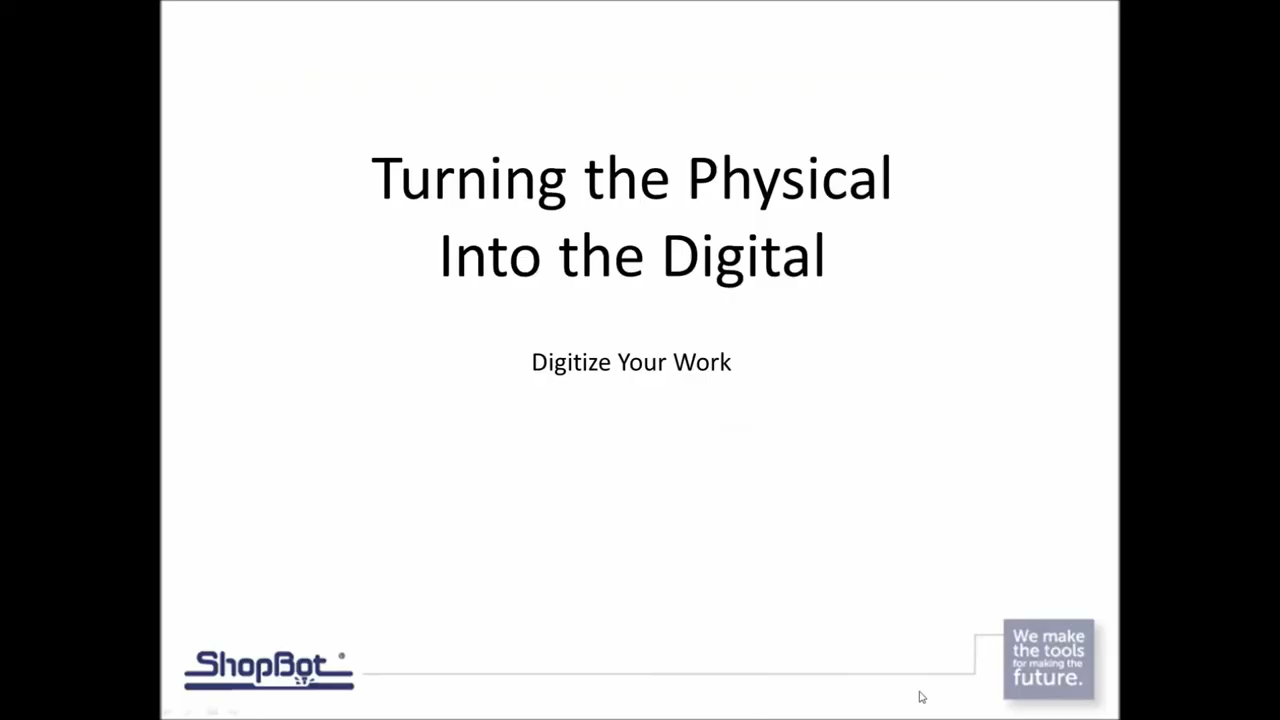 Turning the Physical
Into the Digital
Digitize Your Work
ShopBot
We make
the tools
for making the
future.